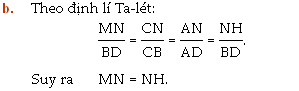 b. Theo định lí Ta-lét:
MN/BD = CN/CB = AN/AD = NH/BD.
Suy ra MN = NH.